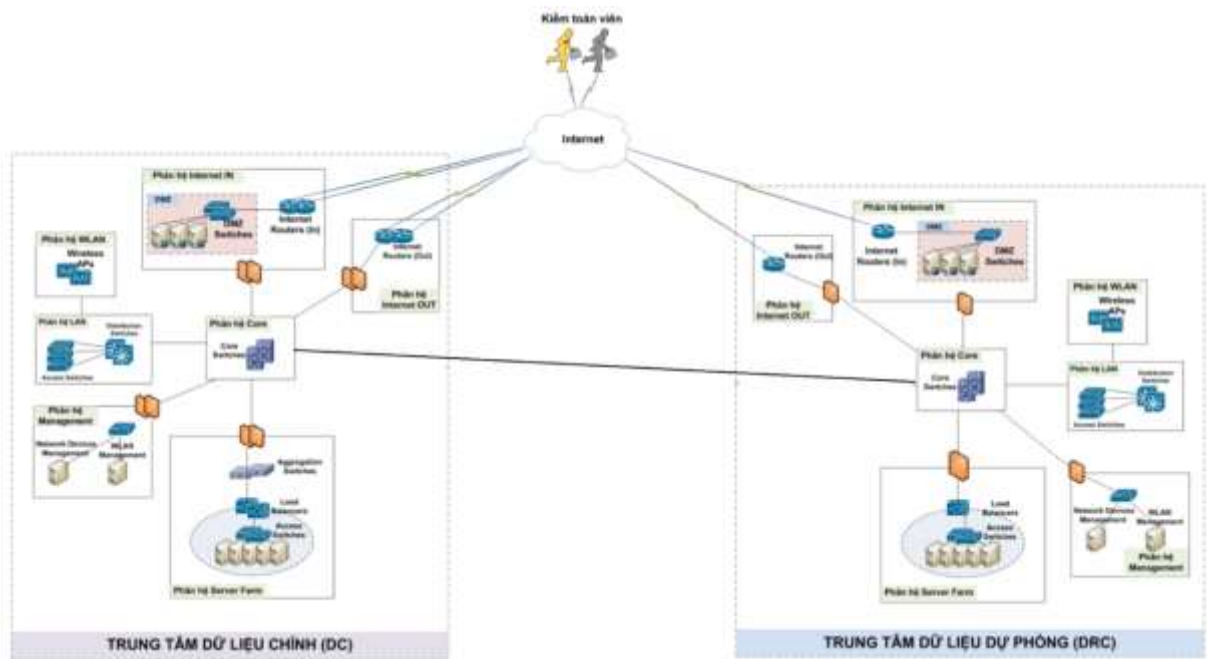 Kiểm toán viên
Internet
Phân hệ Internet IN
DMZ
DMZ
Switches
Internet
Routers (In)
Phân hệ WLAN
Wireless
APs
Internet
Routers (Out)
Phân hệ
Internet OUT
Phân hệ LAN
Distribution
Switches
Access Switches
Phân hệ Core
Core
Switches
Phân hệ
Management
Network Devices
Management
WLAN
Management
Aggregation
Switches
Load
Balancers
Access
Switches
Phân hệ Server Farm
TRUNG TÂM DỮ LIỆU CHÍNH (DC)
Phân hệ Internet IN
Internet
Routers (In)
DMZ
DMZ
Switches
Internet
Routers (Out)
Phân hệ
Internet OUT
Phân hệ WLAN
Wireless
APs
Phân hệ Core
Core
Switches
Phân hệ LAN
Distribution
Switches
Access Switches
Load
Balancers
Access
Switches
Phân hệ Server Farm
Network Devices
Management
WLAN
Management
Phân hệ
Management
TRUNG TÂM DỮ LIỆU DỰ PHÒNG (DRC)